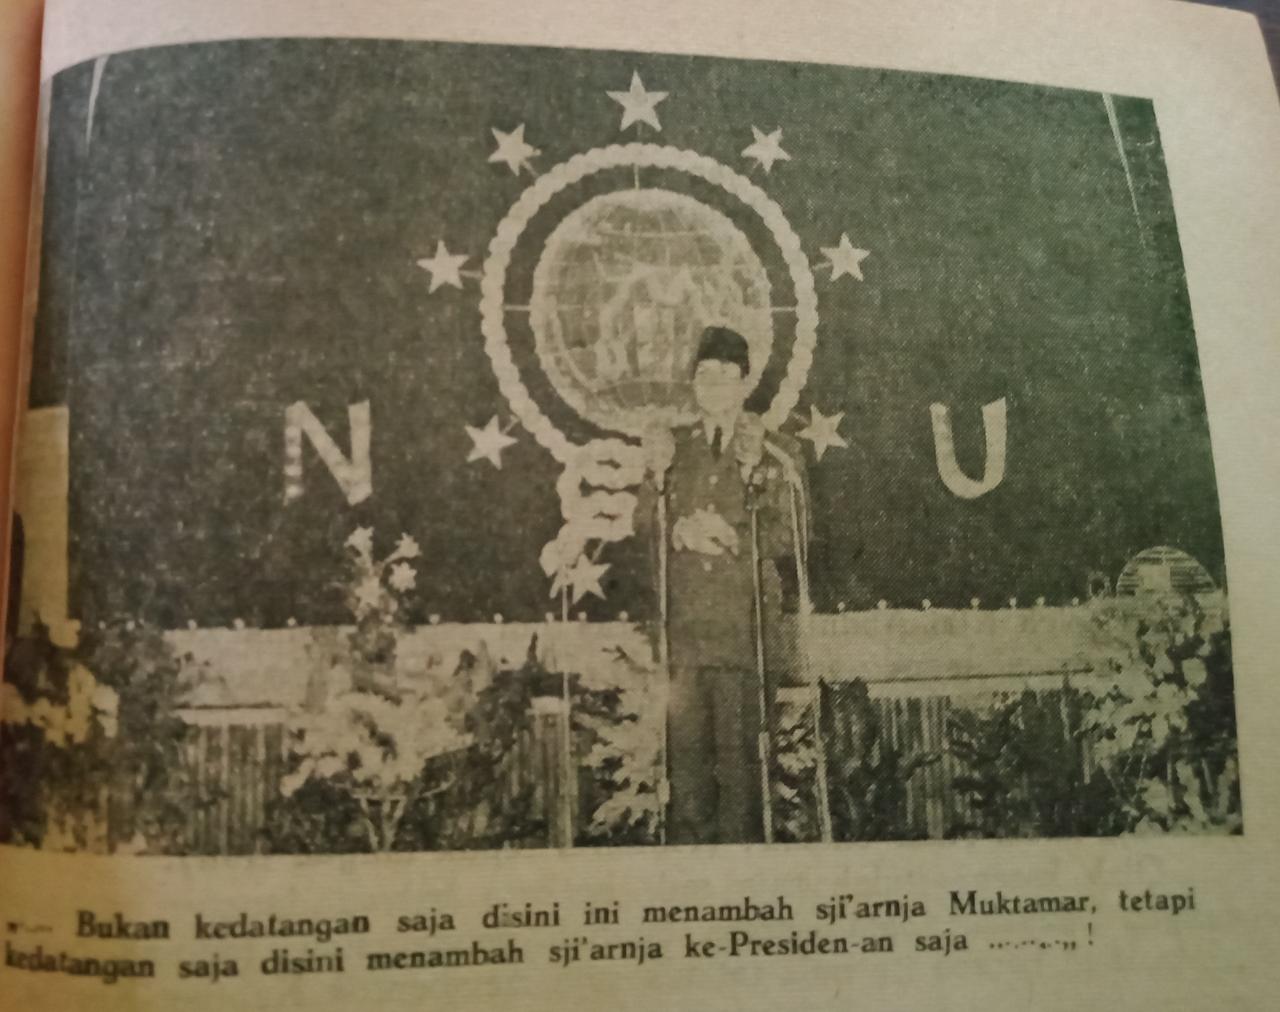 N U
Bukan kedatangan saja disini ini menambah sji'arnja Muktamar, tetapi
kedatangan saja disini menambah sji'arnja ke-Presiden-an saja .........!